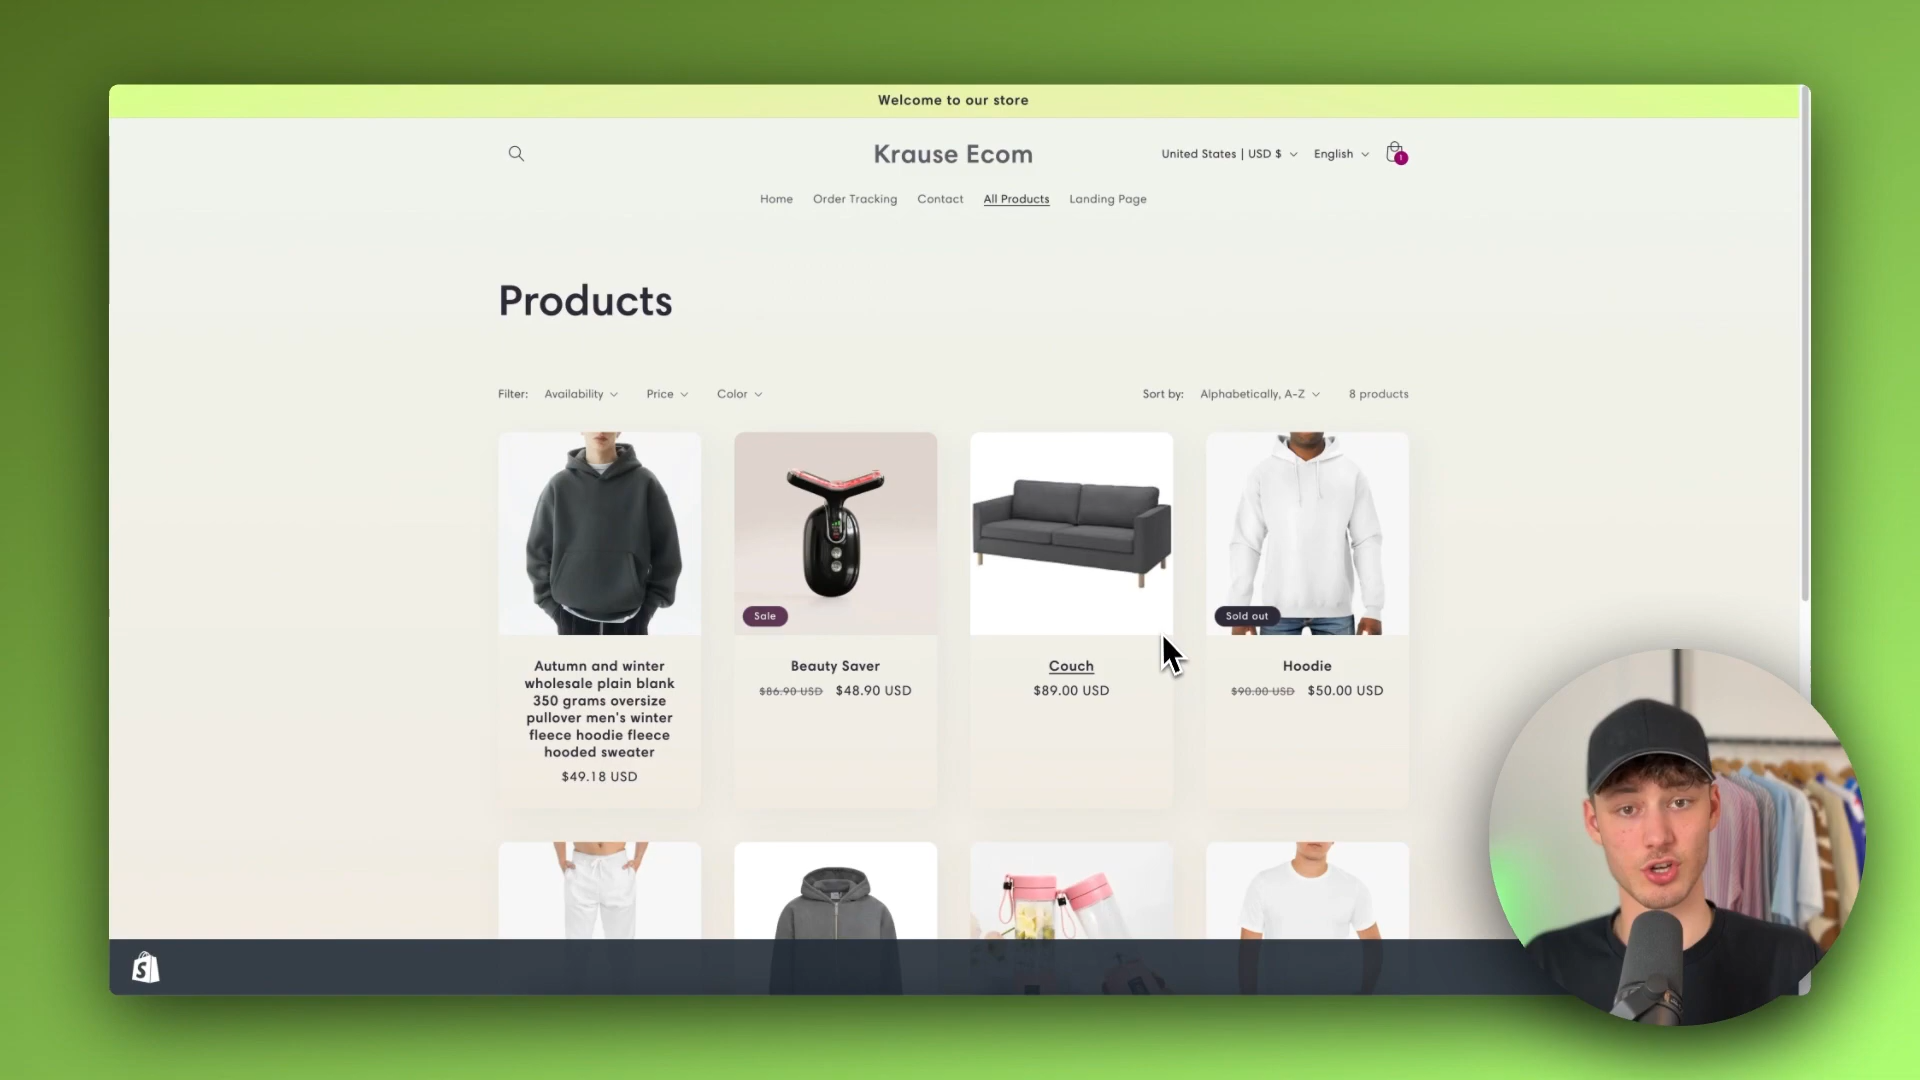 Welcome to our store
Krause Ecom
United States | USD $
English
1
Home
Order Tracking
Contact
All Products
Landing Page
Products
Filter:
Availability
Price
Color
Sort by:
Alphabetically, A-Z
8 products
Sale
Sold out
Autumn and winter
wholesale plain blank
350 grams oversize
pullover men's winter
fleece hoodie fleece
hooded sweater
$49.18 USD
Beauty Saver
$86.90 USD $48.90 USD
Couch
$89.00 USD
Hoodie
$90.00 USD $50.00 USD